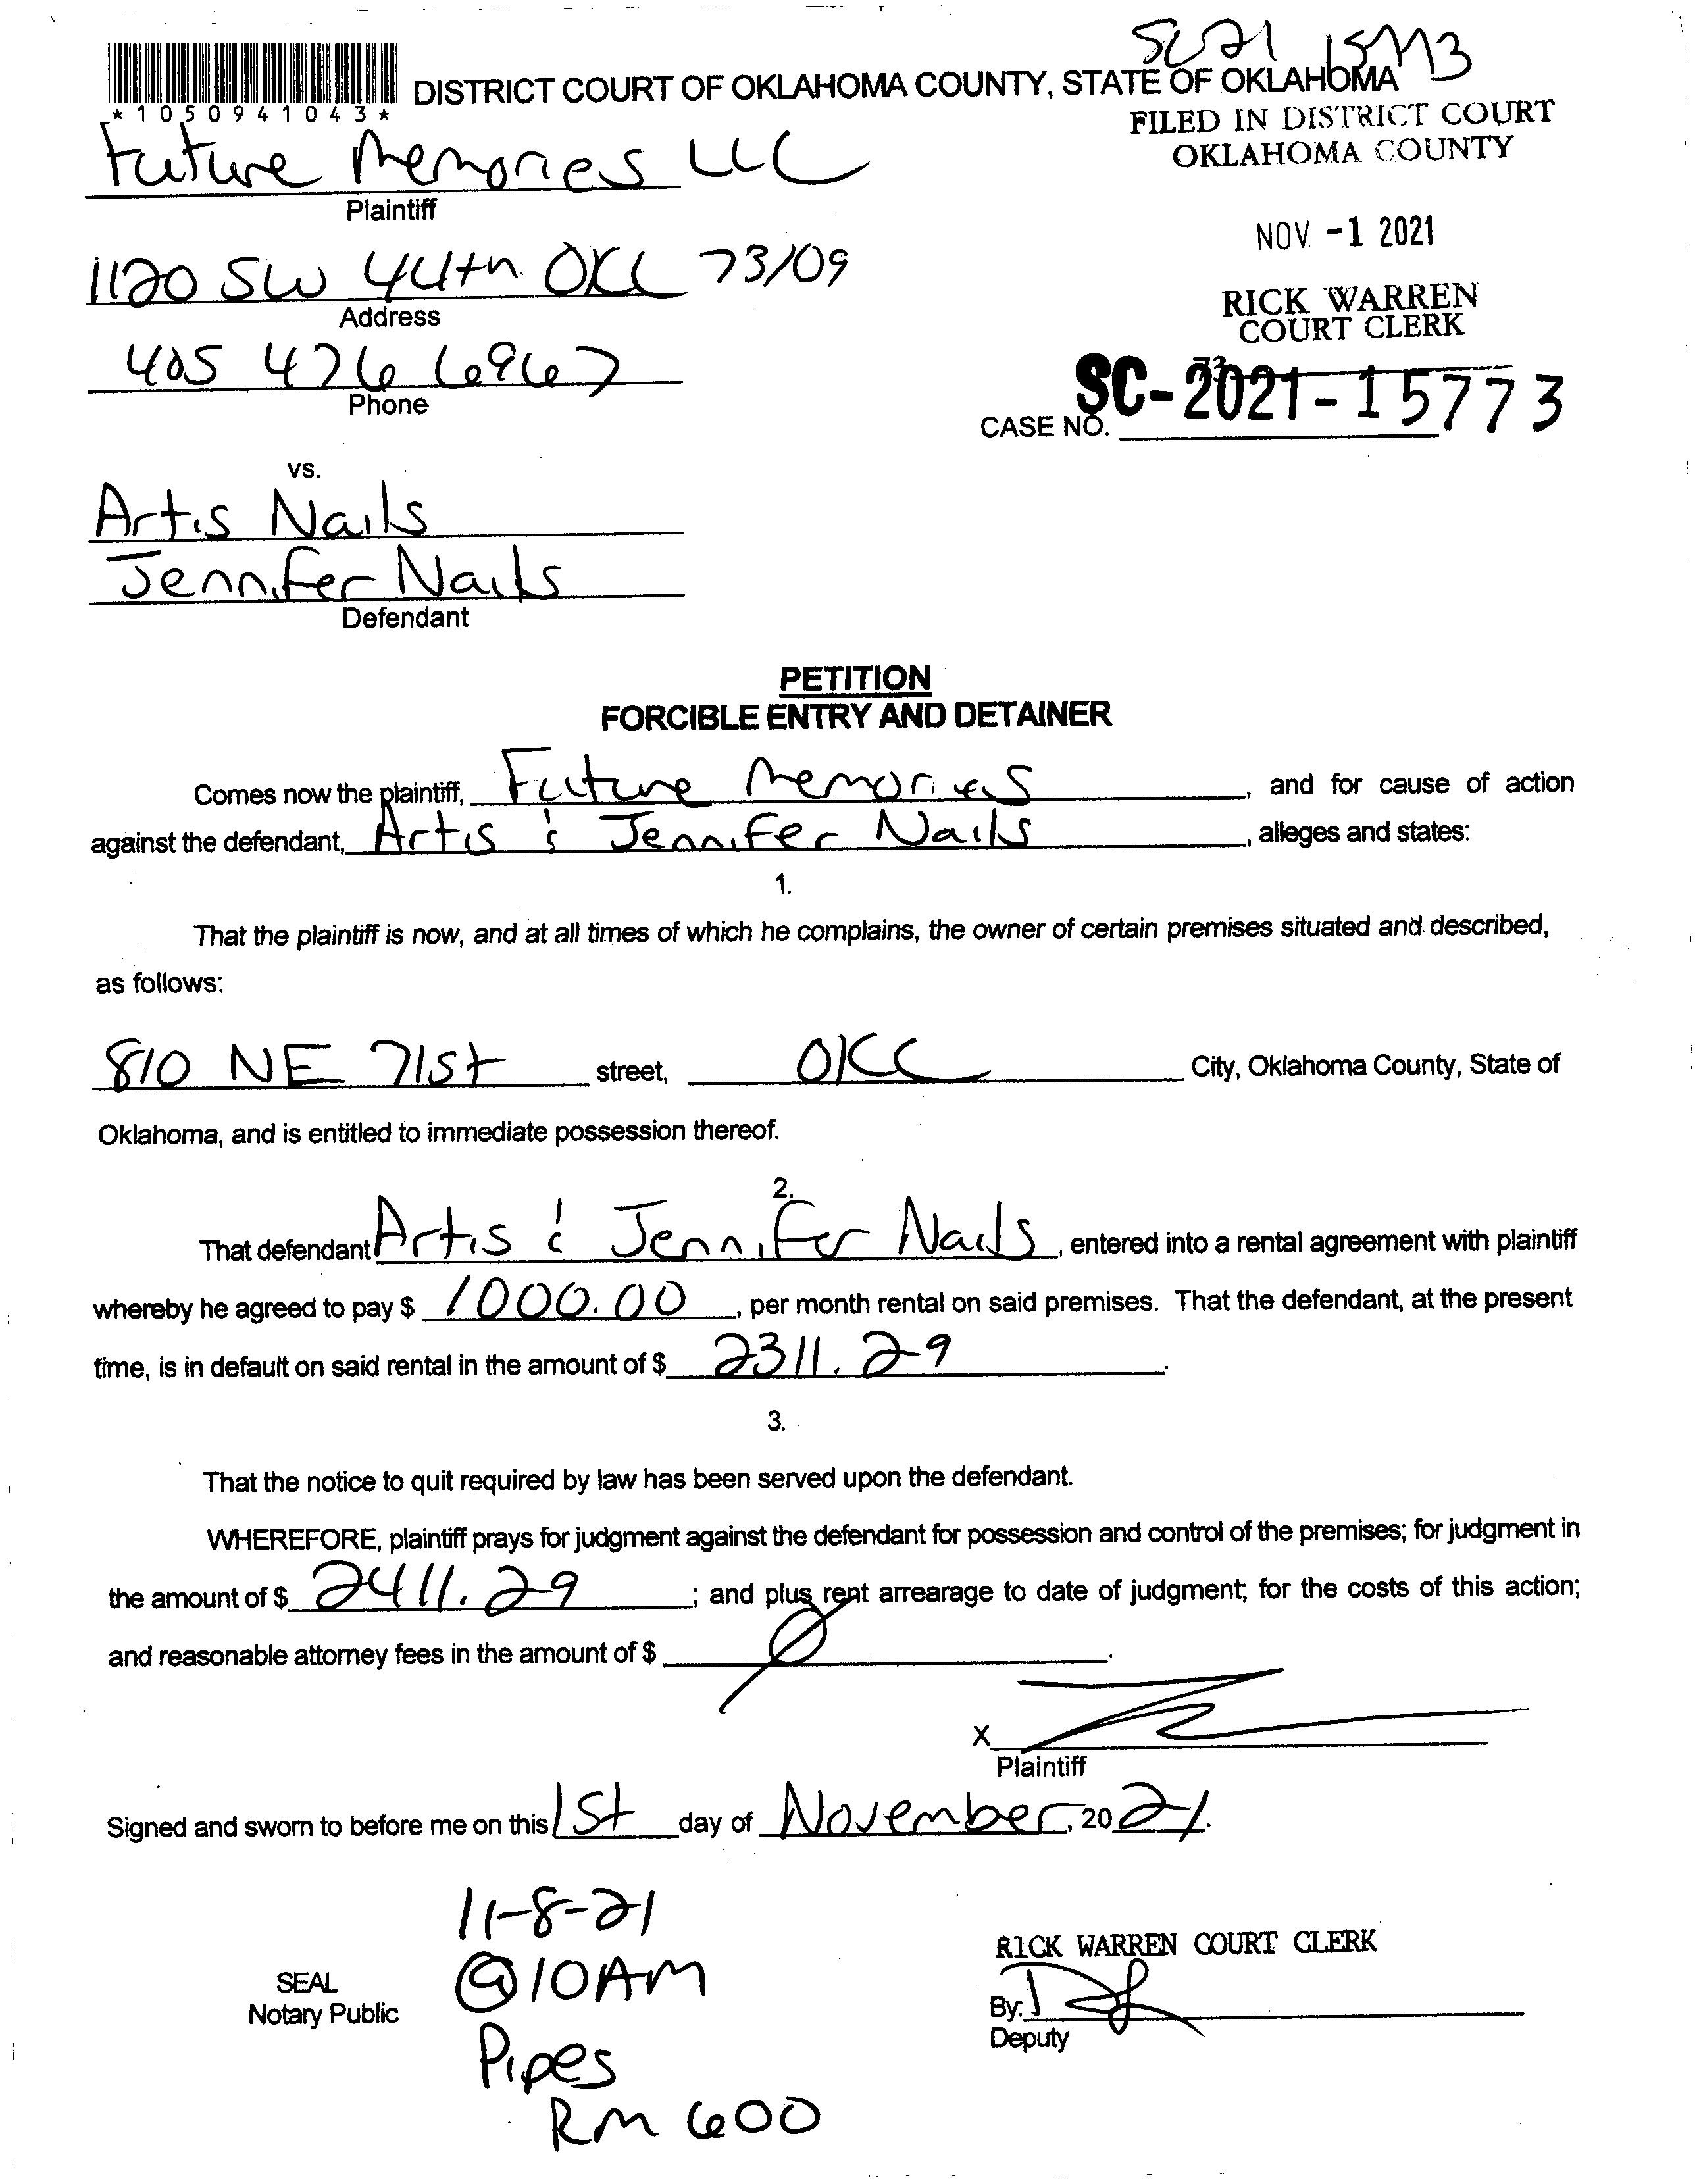 SC21 15773
DISTRICT COURT OF OKLAHOMA COUNTY, STATE OF OKLAHOMA
*1050941043*
FILED IN DISTRICT COURT
OKLAHOMA COUNTY
Future Memories LLC
Plaintiff
NOV -1 2021
1120 SW 44th OKC 73109
Address
RICK WARREN
COURT CLERK
405 476 6967
Phone
73
CASE NO. SC-2021-15773
vs.
Artis Nails
Jennifer Nails
Defendant
PETITION
FORCIBLE ENTRY AND DETAINER
Comes now the plaintiff, Future Memories, and for cause of action
against the defendant, Artis & Jennifer Nails, alleges and states:
1.
That the plaintiff is now, and at all times of which he complains, the owner of certain premises situated and described,
as follows:
810 NE 71st street, OKC City, Oklahoma County, State of
Oklahoma, and is entitled to immediate possession thereof.
2.
That defendant Artis & Jennifer Nails, entered into a rental agreement with plaintiff
whereby he agreed to pay $ 1000.00, per month rental on said premises. That the defendant, at the present
time, is in default on said rental in the amount of $ 2311.29.
3.
That the notice to quit required by law has been served upon the defendant.
WHEREFORE, plaintiff prays for judgment against the defendant for possession and control of the premises; for judgment in
the amount of $ 2411.29; and plus rent arrearage to date of judgment; for the costs of this action;
and reasonable attorney fees in the amount of $ Ø.
X
Plaintiff
Signed and sworn to before me on this 1st day of November, 2021.
11-8-21
@10AM
Pipes
RM 600
SEAL
Notary Public
RICK WARREN COURT CLERK
By:
Deputy